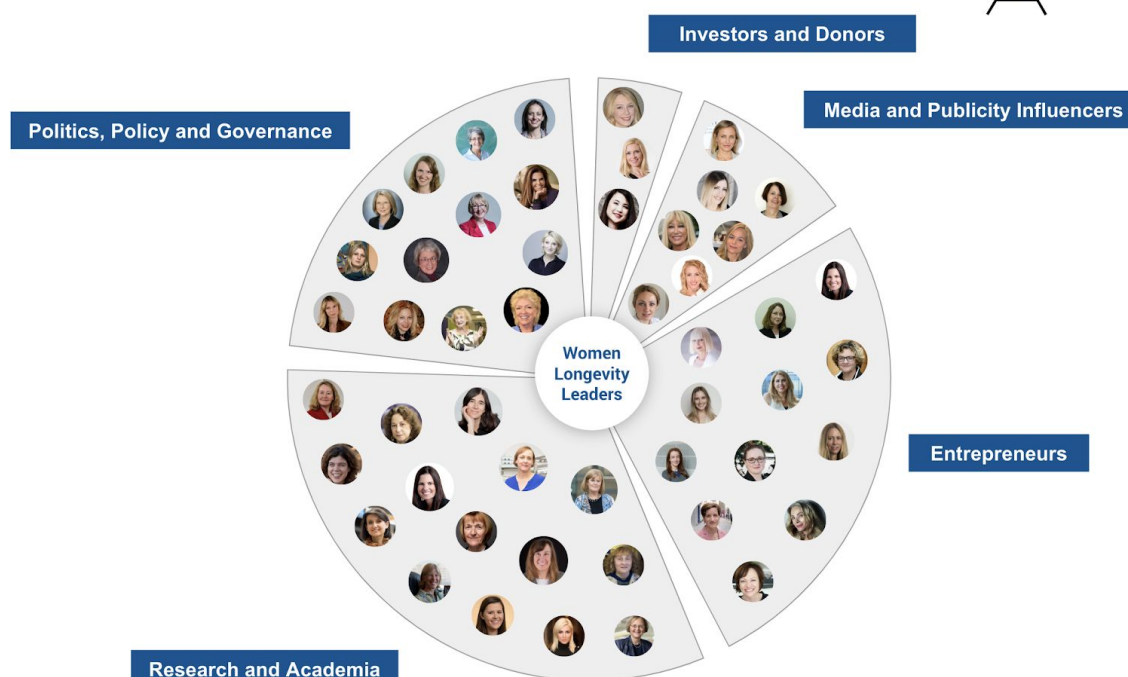 Investors and Donors
Media and Publicity Influencers
Politics, Policy and Governance
Women
Longevity
Leaders
Entrepreneurs
Research and Academia